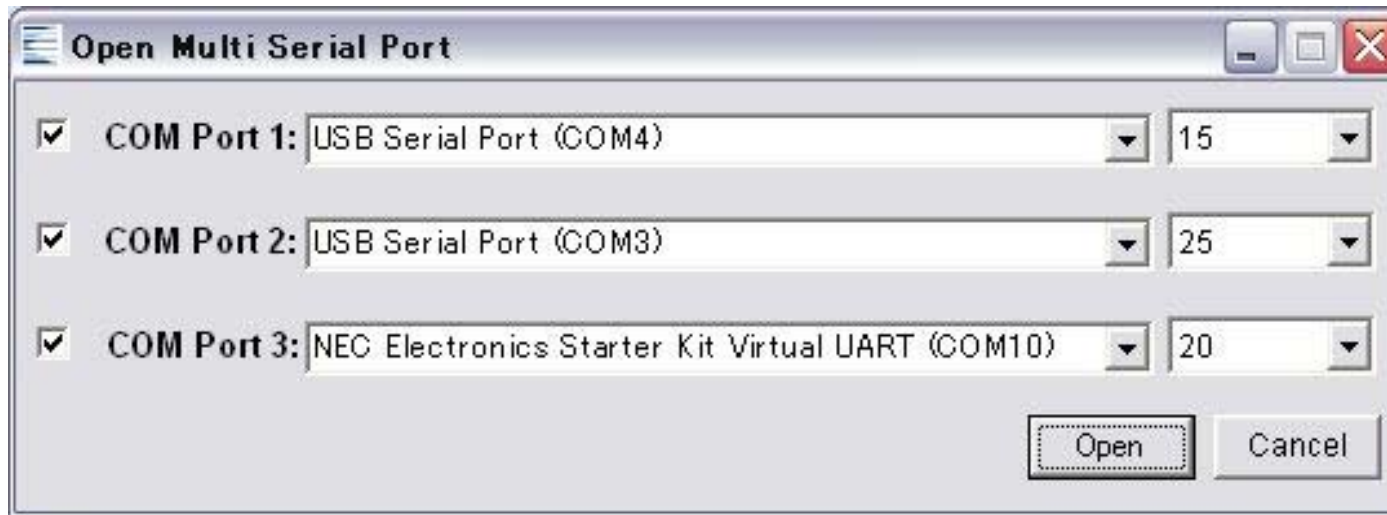 Open Multi Serial Port
COM Port 1: USB Serial Port (COM4) 15
COM Port 2: USB Serial Port (COM3) 25
COM Port 3: NEC Electronics Starter Kit Virtual UART (COM10) 20
Open Cancel